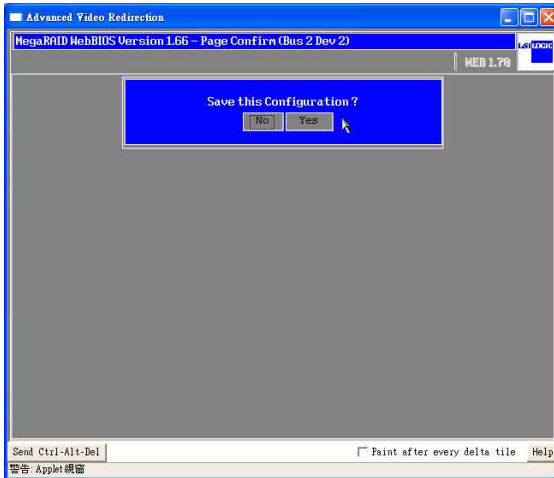 Advanced Video Redirection
MegaRAID WebBIOS Version 1.66 - Page Confirm (Bus 2 Dev 2)
LSI LOGIC
WEB 1.78
Save this Configuration ?
No Yes
Send Ctrl-Alt-Del Paint after every delta tile Help
警告: Applet 視窗